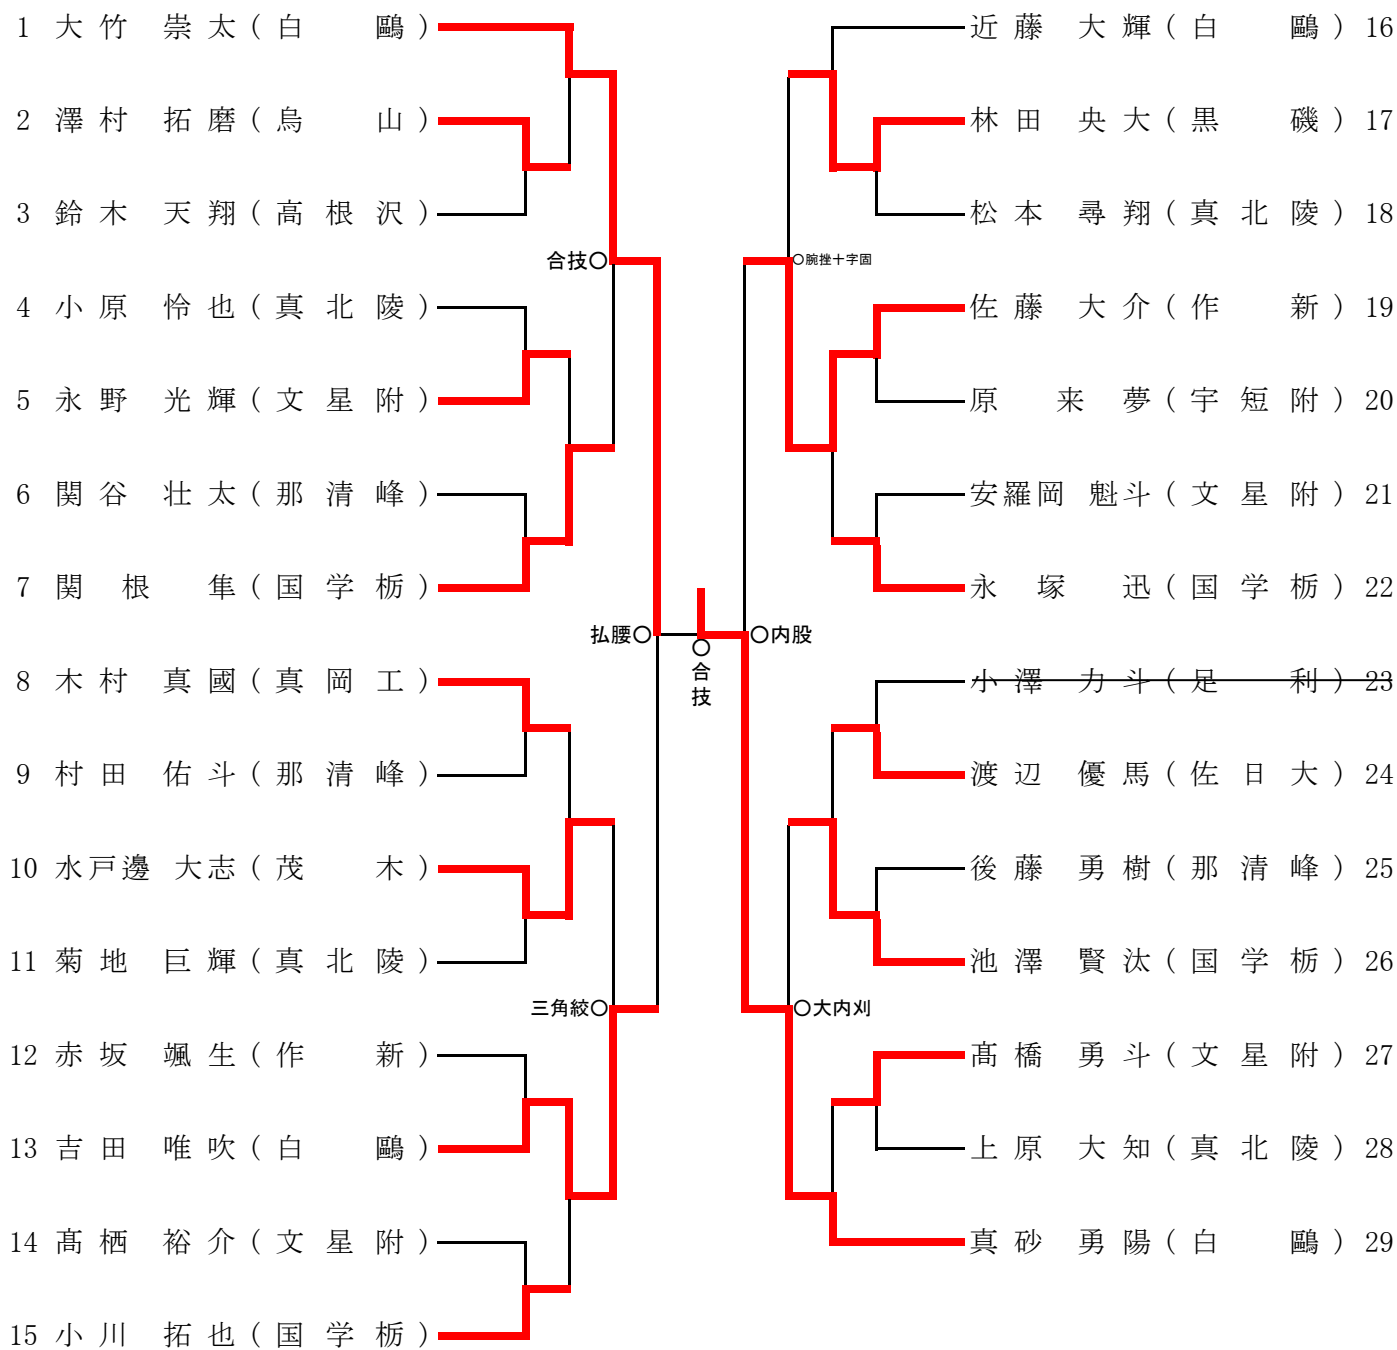 1 大竹 崇太(白 鷗)
2 澤村 拓磨(烏 山)
3 鈴木 天翔(高根沢)
合技○
4 小原 怜也(真北陵)
5 永野 光輝(文星附)
6 関谷 壮太(那清峰)
7 関根 隼(国学栃)
払腰○
8 木村 真國(真岡工)
9 村田 佑斗(那清峰)
10 水戸邊 大志(茂 木)
11 菊地 巨輝(真北陵)
三角絞○
12 赤坂 颯生(作 新)
13 吉田 唯吹(白 鷗)
14 髙栖 裕介(文星附)
15 小川 拓也(国学栃)
○
合
技
近藤 大輝(白 鷗)16
林田 央大(黒 磯)17
松本 尋翔(真北陵)18
○腕挫十字固
佐藤 大介(作 新)19
原 来夢(宇短附)20
安羅岡 魁斗(文星附)21
永塚 迅(国学栃)22
○内股
小澤 力斗(足 利)23
渡辺 優馬(佐日大)24
後藤 勇樹(那清峰)25
池澤 賢汰(国学栃)26
○大内刈
髙橋 勇斗(文星附)27
上原 大知(真北陵)28
真砂 勇陽(白 鷗)29